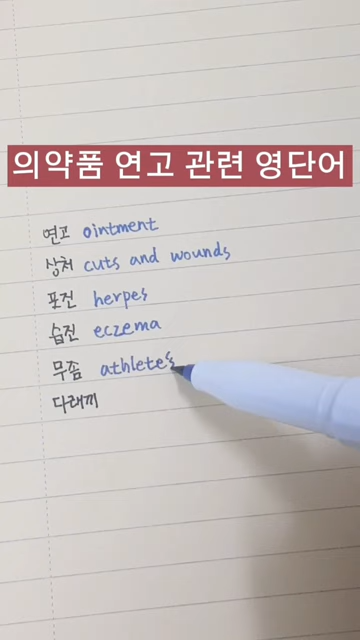 의약품 연고 관련 영단어
연고 ointment
상처 cuts and wounds
포진 herpes
습진 eczema
무좀 athlete's
다래끼